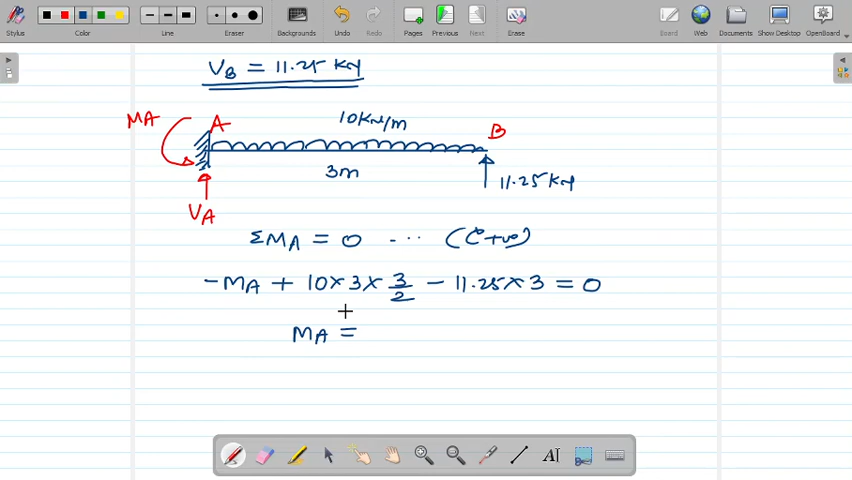 Stylus Color Line Eraser Backgrounds Undo Redo Pages Previous Next Erase Board Web Documents Show Desktop OpenBoard
V_B = 11.25 kN
MA A 10KN/m B
3m 11.25 kN
VA
ΣMA = 0 ... (↻+ve)
-MA + 10×3×3/2 - 11.25×3 = 0
MA =